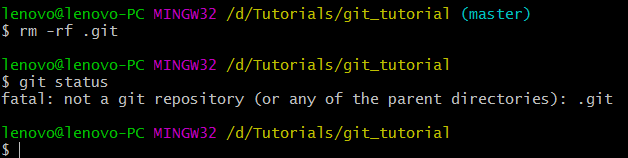 lenovo@lenovo-PC MINGW32 /d/Tutorials/git_tutorial (master)
$ rm -rf .git
lenovo@lenovo-PC MINGW32 /d/Tutorials/git_tutorial
$ git status
fatal: not a git repository (or any of the parent directories): .git
lenovo@lenovo-PC MINGW32 /d/Tutorials/git_tutorial
$